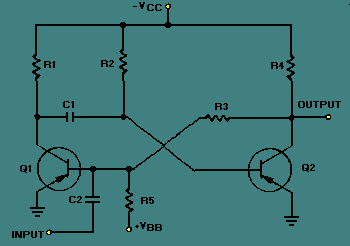 -VCC
R1
R2
R4
C1
R3
OUTPUT
Q1
Q2
C2
R5
INPUT
+VBB